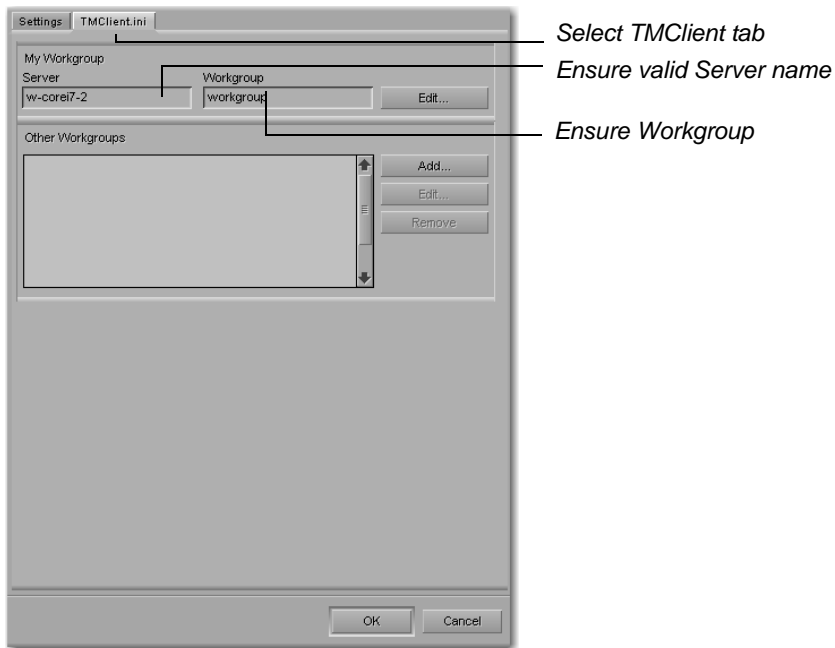 Settings TMClient.ini
Select TMClient tab
My Workgroup
Server Workgroup
Ensure valid Server name
w-corei7-2 workgroup Edit...
Ensure Workgroup
Other Workgroups
Add...
Edit...
Remove
OK Cancel